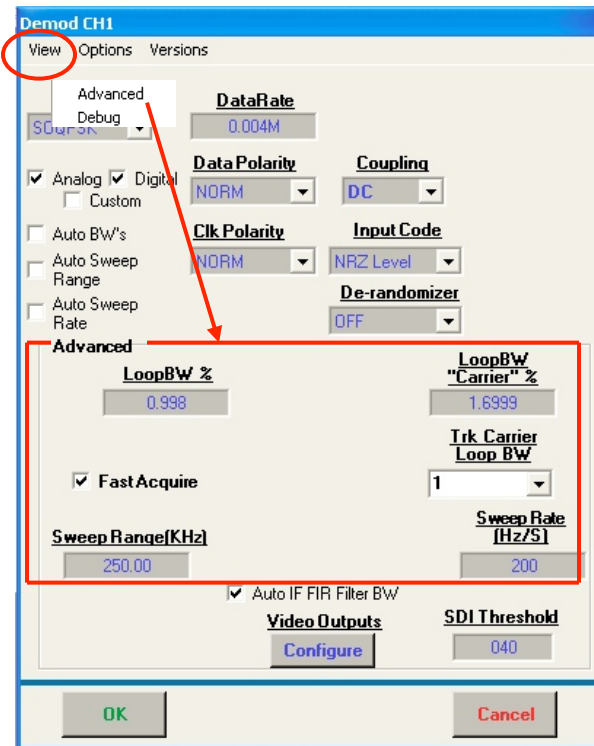 Demod CH1
View Options Versions
Advanced
Debug
DataRate
SOQPSK
0.004M
Data Polarity
Coupling
Analog
Digital
Custom
NORM
DC
Auto BW's
Clk Polarity
Input Code
Auto Sweep
Range
NORM
NRZ Level
Auto Sweep
Rate
De-randomizer
OFF
Advanced
LoopBW %
LoopBW
"Carrier" %
0.998
1.6999
Trk Carrier
Loop BW
Fast Acquire
1
Sweep Range(KHz)
Sweep Rate
(Hz/S)
250.00
200
Auto IF FIR Filter BW
Video Outputs
SDI Threshold
Configure
040
OK
Cancel